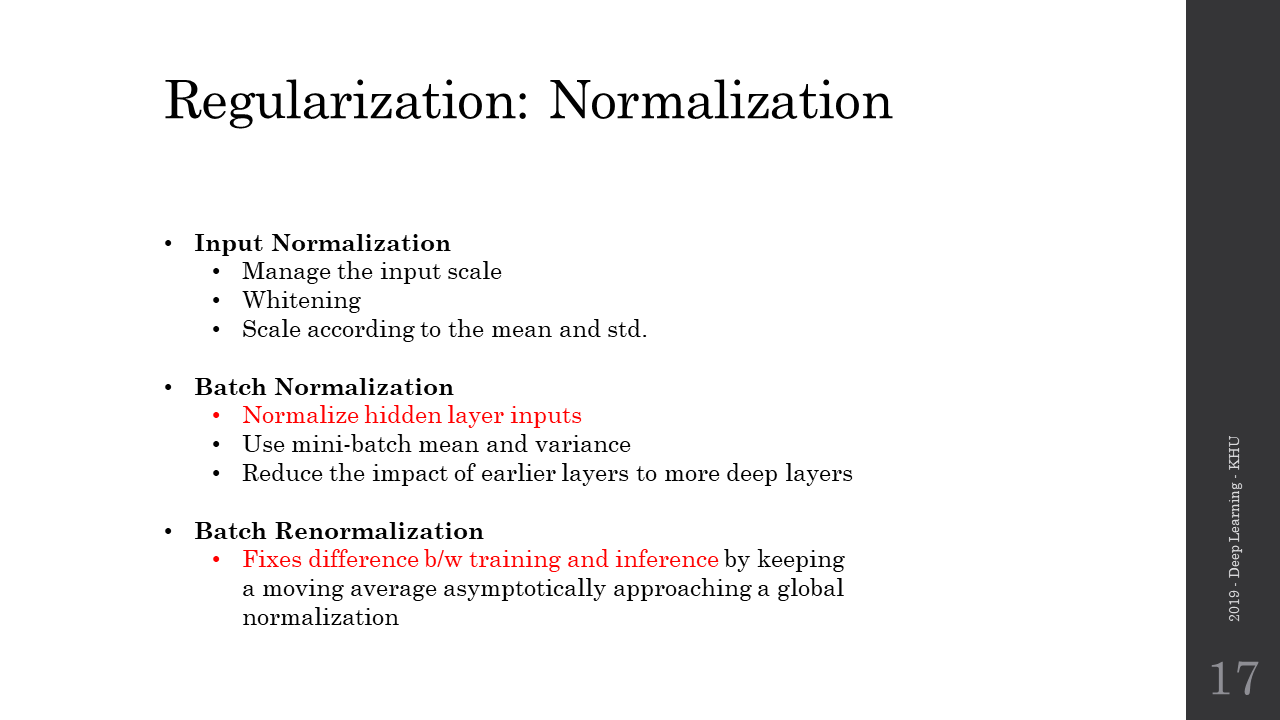 Regularization: Normalization
• Input Normalization
• Manage the input scale
• Whitening
• Scale according to the mean and std.
• Batch Normalization
• Normalize hidden layer inputs
• Use mini-batch mean and variance
• Reduce the impact of earlier layers to more deep layers
• Batch Renormalization
• Fixes difference b/w training and inference by keeping
a moving average asymptotically approaching a global
normalization
2019 - Deep Learning - KHU
17